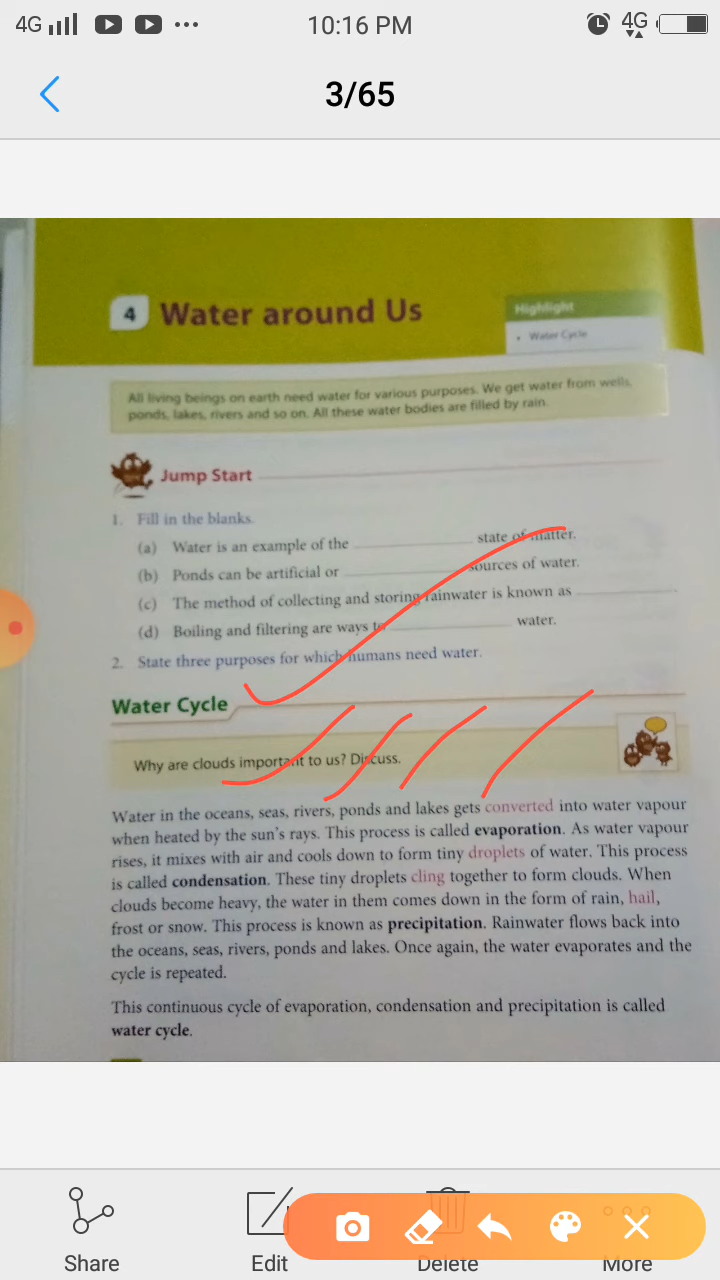 4G 10:16 PM 4G
3/65
4 Water around Us
Highlight
• Water Cycle
All living beings on earth need water for various purposes. We get water from wells,
ponds, lakes, rivers and so on. All these water bodies are filled by rain.
Jump Start
1. Fill in the blanks.
(a) Water is an example of the ____________ state of matter.
(b) Ponds can be artificial or ____________ sources of water.
(c) The method of collecting and storing rainwater is known as ____________.
(d) Boiling and filtering are ways to ____________ water.
2. State three purposes for which humans need water.
Water Cycle
Why are clouds important to us? Discuss.
Water in the oceans, seas, rivers, ponds and lakes gets converted into water vapour
when heated by the sun's rays. This process is called evaporation. As water vapour
rises, it mixes with air and cools down to form tiny droplets of water. This process
is called condensation. These tiny droplets cling together to form clouds. When
clouds become heavy, the water in them comes down in the form of rain, hail,
frost or snow. This process is known as precipitation. Rainwater flows back into
the oceans, seas, rivers, ponds and lakes. Once again, the water evaporates and the
cycle is repeated.
This continuous cycle of evaporation, condensation and precipitation is called
water cycle.
Share Edit Delete More